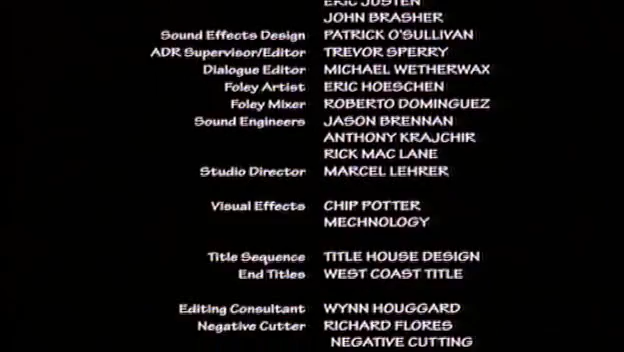 ERIC JUSTEN
JOHN BRASHER
Sound Effects Design PATRICK O'SULLIVAN
ADR Supervisor/Editor TREVOR SPERRY
Dialogue Editor MICHAEL WETHERWAX
Foley Artist ERIC HOESCHEN
Foley Mixer ROBERTO DOMINGUEZ
Sound Engineers JASON BRENNAN
ANTHONY KRAJCHIR
RICK MAC LANE
Studio Director MARCEL LEHRER
Visual Effects CHIP POTTER
MECHNOLOGY
Title Sequence TITLE HOUSE DESIGN
End Titles WEST COAST TITLE
Editing Consultant WYNN HOUGGARD
Negative Cutter RICHARD FLORES
NEGATIVE CUTTING